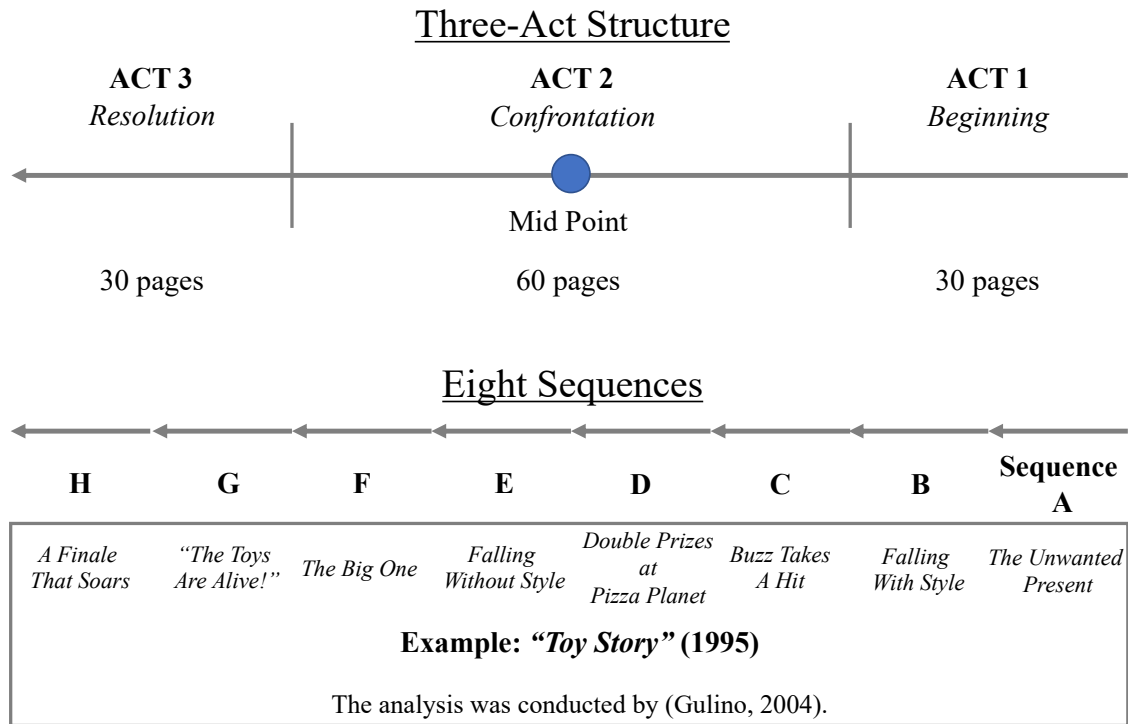 Three-Act Structure
ACT 3
Resolution
ACT 2
Confrontation
ACT 1
Beginning
Mid Point
30 pages
60 pages
30 pages
Eight Sequences
H
G
F
E
D
C
B
Sequence
A
A Finale
That Soars
“The Toys
Are Alive!”
The Big One
Falling
Without Style
Double Prizes
at
Pizza Planet
Buzz Takes
A Hit
Falling
With Style
The Unwanted
Present
Example: “Toy Story” (1995)
The analysis was conducted by (Gulino, 2004).